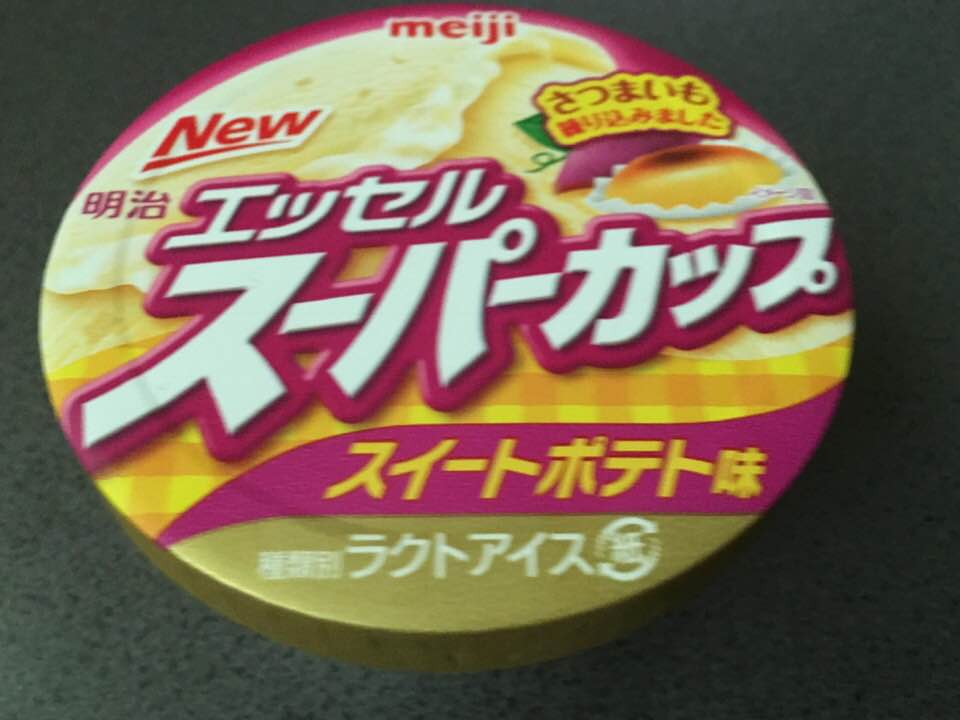 meiji
New
さつまいも
練り込みました
明治 エッセル
スーパーカップ
スイートポテト味
種類別 ラクトアイス 紙